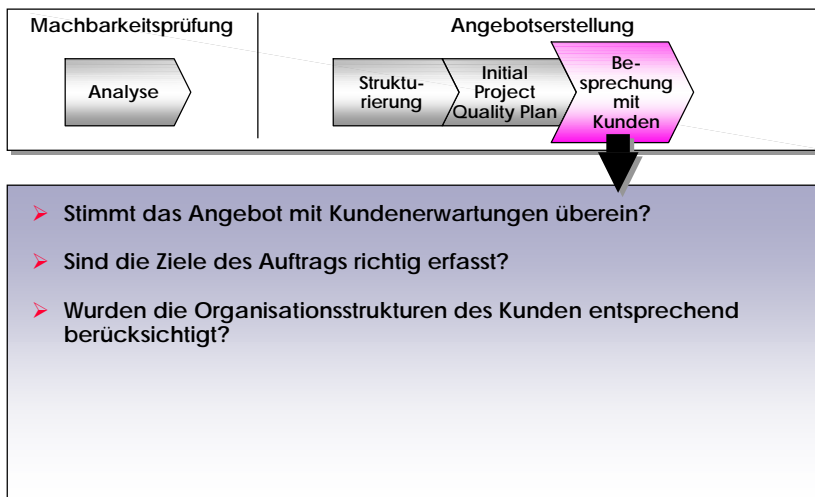 Machbarkeitsprüfung
Angebotserstellung
Analyse
Struktu-
rierung
Initial
Project
Quality Plan
Be-
sprechung
mit
Kunden
Stimmt das Angebot mit Kundenerwartungen überein?
Sind die Ziele des Auftrags richtig erfasst?
Wurden die Organisationsstrukturen des Kunden entsprechend
berücksichtigt?